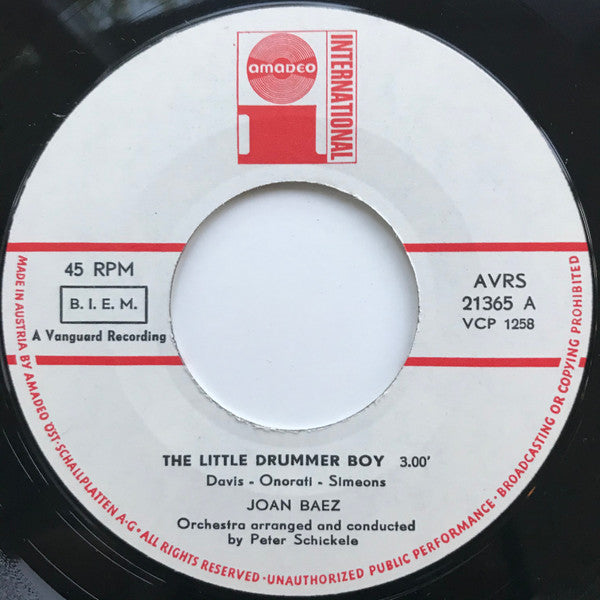 amadeo
INTERNATIONAL
45 RPM
B. I. E. M.
A Vanguard Recording
AVRS
21365 A
VCP 1258
THE LITTLE DRUMMER BOY 3.00'
Davis - Onorati - Simeons
JOAN BAEZ
Orchestra arranged and conducted
by Peter Schickele
MADE IN AUSTRIA BY AMADEO ÖST·SCHALLPLATTEN A·G·ALL RIGHTS RESERVED·UNAUTHORIZED PUBLIC PERFORMANCE·BROADCASTING OR COPYING PROHIBITED